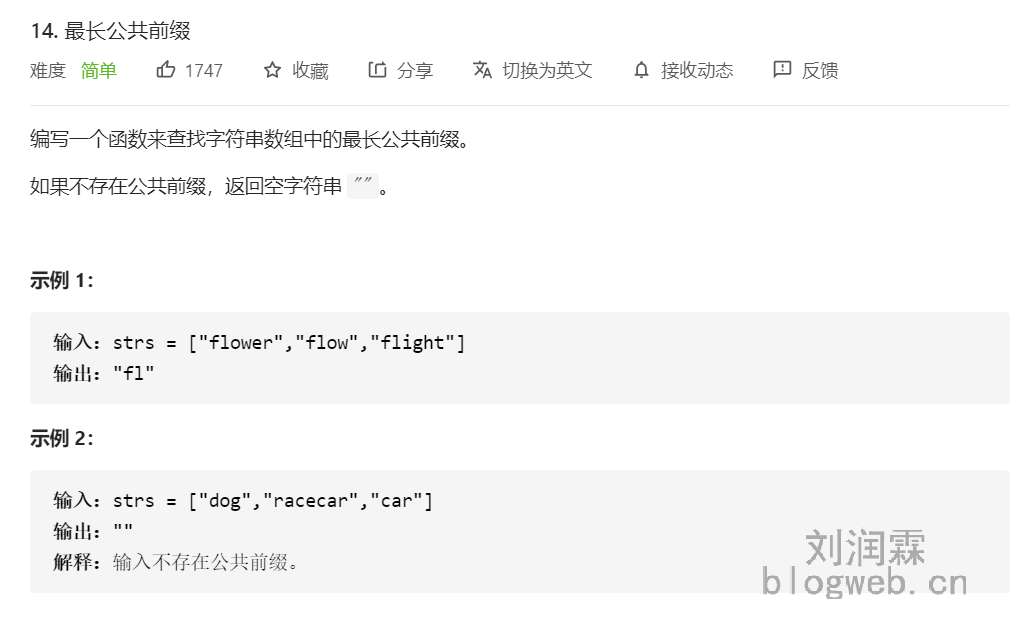 14. 最长公共前缀
难度 简单 1747 收藏 分享 切换为英文 接收动态 反馈
编写一个函数来查找字符串数组中的最长公共前缀。
如果不存在公共前缀，返回空字符串 ""。
示例 1：
输入：strs = ["flower","flow","flight"]
输出："fl"
示例 2：
输入：strs = ["dog","racecar","car"]
输出：""
解释：输入不存在公共前缀。
刘润霖
blogweb.cn